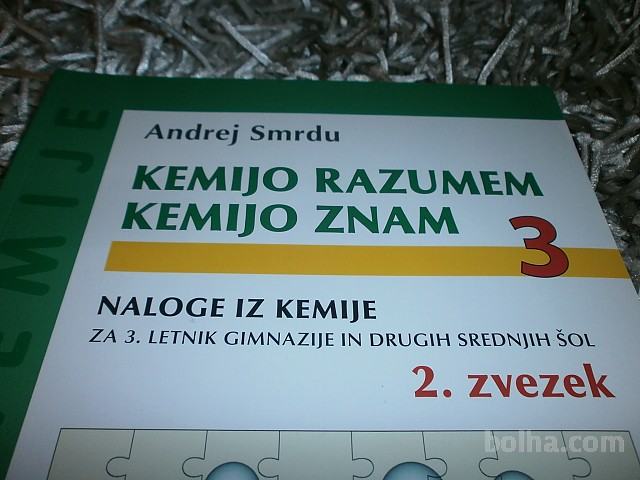 Andrej Smrdu
KEMIJO RAZUMEM
KEMIJO ZNAM
3
NALOGE IZ KEMIJE
ZA 3. LETNIK GIMNAZIJE IN DRUGIH SREDNJIH ŠOL
2. zvezek
bolha.com